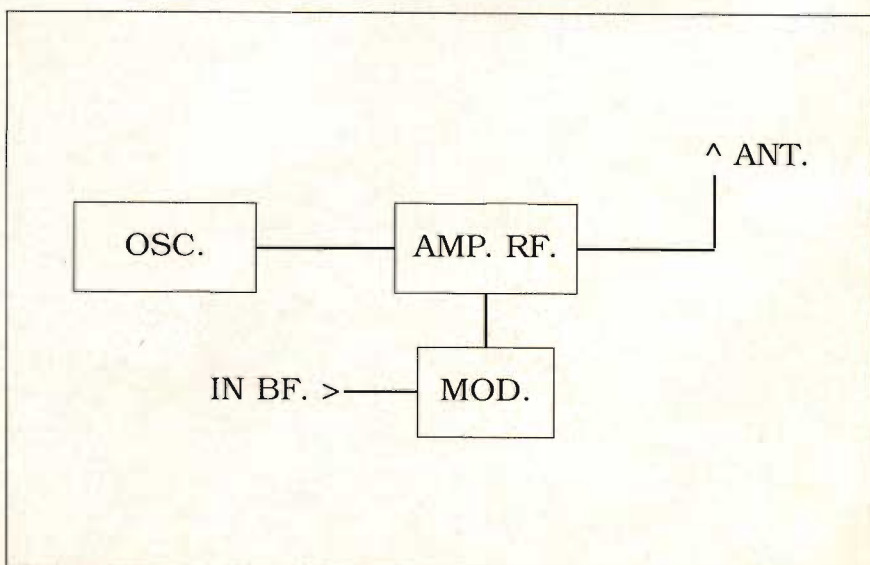 ^ ANT.
OSC.
AMP. RF.
IN BF. >
MOD.